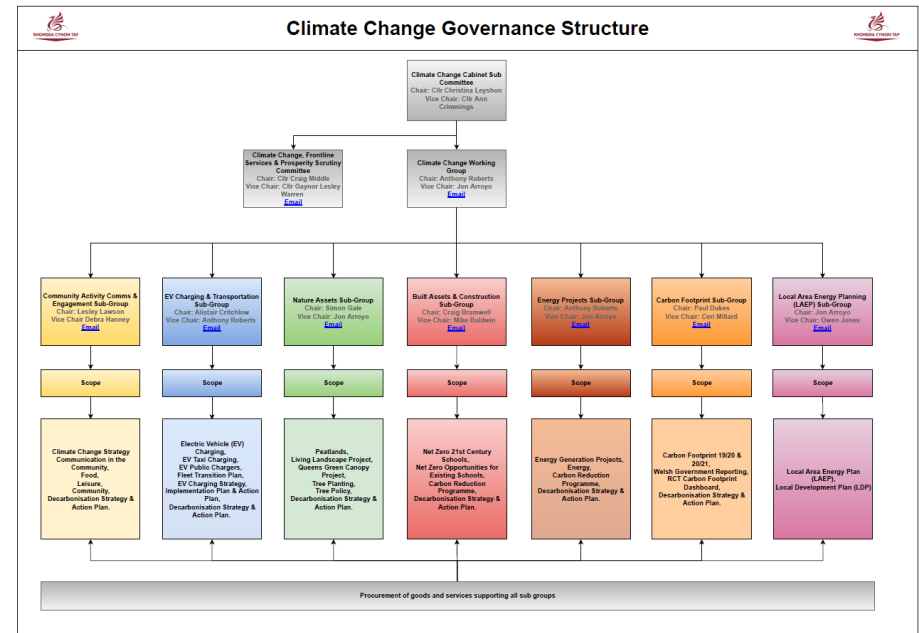 RHONDDA CYNON TAF
Climate Change Governance Structure
RHONDDA CYNON TAF
Climate Change Cabinet Sub
Committee
Chair: Cllr Christina Leyshon
Vice Chair: Cllr Ann
Crimmings
Climate Change, Frontline
Services & Prosperity Scrutiny
Committee
Chair: Cllr Craig Middle
Vice Chair: Cllr Gaynor Lesley
Warren
Email
Climate Change Working
Group
Chair: Anthony Roberts
Vice Chair: Jon Arroyo
Email
Community Activity Comms &
Engagement Sub-Group
Chair: Lesley Lawson
Vice Chair Debra Hanney
Email
EV Charging & Transportation
Sub-Group
Chair: Alistair Critchlow
Vice Chair: Anthony Roberts
Email
Nature Assets Sub-Group
Chair: Simon Gale
Vice Chair: Jon Arroyo
Email
Built Assets & Construction
Sub-Group
Chair: Craig Bramwell
Vice Chair: Mike Baldwin
Email
Energy Projects Sub-Group
Chair: Anthony Roberts
Vice Chair: Jon Arroyo
Email
Carbon Footprint Sub-Group
Chair: Paul Dukes
Vice Chair: Ceri Millard
Email
Local Area Energy Planning
(LAEP) Sub-Group
Chair: Jon Arroyo
Vice Chair: Owen Jones
Email
Scope
Scope
Scope
Scope
Scope
Scope
Scope
Climate Change Strategy
Communication in the
Community,
Food,
Leisure,
Community,
Decarbonisation Strategy &
Action Plan.
Electric Vehicle (EV)
Charging,
EV Taxi Charging,
EV Public Chargers,
Fleet Transition Plan,
EV Charging Strategy,
Implementation Plan & Action
Plan,
Decarbonisation Strategy &
Action Plan.
Peatlands,
Living Landscape Project,
Queens Green Canopy
Project,
Tree Planting,
Tree Policy,
Decarbonisation Strategy &
Action Plan.
Net Zero 21st Century
Schools,
Net Zero Opportunities for
Existing Schools,
Carbon Reduction
Programme,
Decarbonisation Strategy &
Action Plan.
Energy Generation Projects,
Energy,
Carbon Reduction
Programme,
Decarbonisation Strategy &
Action Plan.
Carbon Footprint 19/20 &
20/21,
Welsh Government Reporting,
RCT Carbon Footprint
Dashboard,
Decarbonisation Strategy &
Action Plan.
Local Area Energy Plan
(LAEP),
Local Development Plan (LDP)
Procurement of goods and services supporting all sub groups